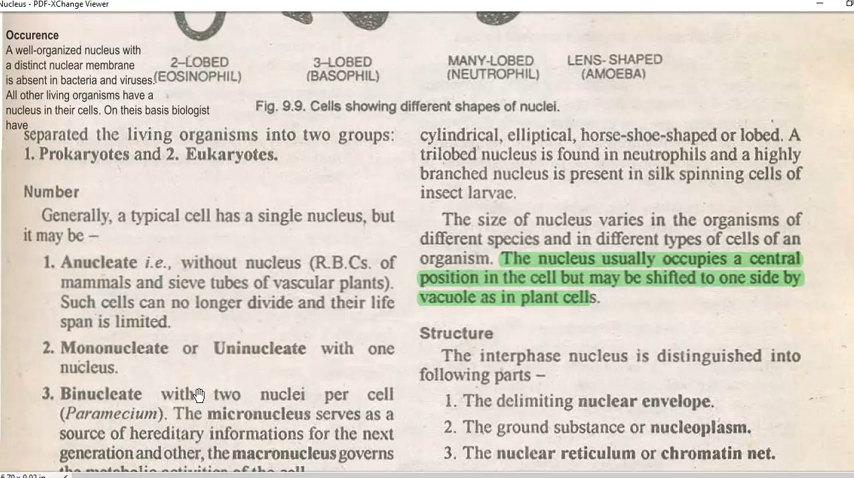 Nucleus - PDF-XChange Viewer
Occurence
A well-organized nucleus with
a distinct nuclear membrane
is absent in bacteria and viruses.
All other living organisms have a
nucleus in their cells. On theis basis biologist
have
2–LOBED
(EOSINOPHIL)
3–LOBED
(BASOPHIL)
MANY-LOBED
(NEUTROPHIL)
LENS- SHAPED
(AMOEBA)
Fig. 9.9. Cells showing different shapes of nuclei.
separated the living organisms into two groups:
1. Prokaryotes and 2. Eukaryotes.
Number
Generally, a typical cell has a single nucleus, but
it may be –
1. Anucleate i.e., without nucleus (R.B.Cs. of
mammals and sieve tubes of vascular plants).
Such cells can no longer divide and their life
span is limited.
2. Mononucleate or Uninucleate with one
nucleus.
3. Binucleate with two nuclei per cell
(Paramecium). The micronucleus serves as a
source of hereditary informations for the next
generation and other, the macronucleus governs
the metabolic activities of the cell
cylindrical, elliptical, horse-shoe-shaped or lobed. A
trilobed nucleus is found in neutrophils and a highly
branched nucleus is present in silk spinning cells of
insect larvae.
The size of nucleus varies in the organisms of
different species and in different types of cells of an
organism. The nucleus usually occupies a central
position in the cell but may be shifted to one side by
vacuole as in plant cells.
Structure
The interphase nucleus is distinguished into
following parts –
1. The delimiting nuclear envelope.
2. The ground substance or nucleoplasm.
3. The nuclear reticulum or chromatin net.